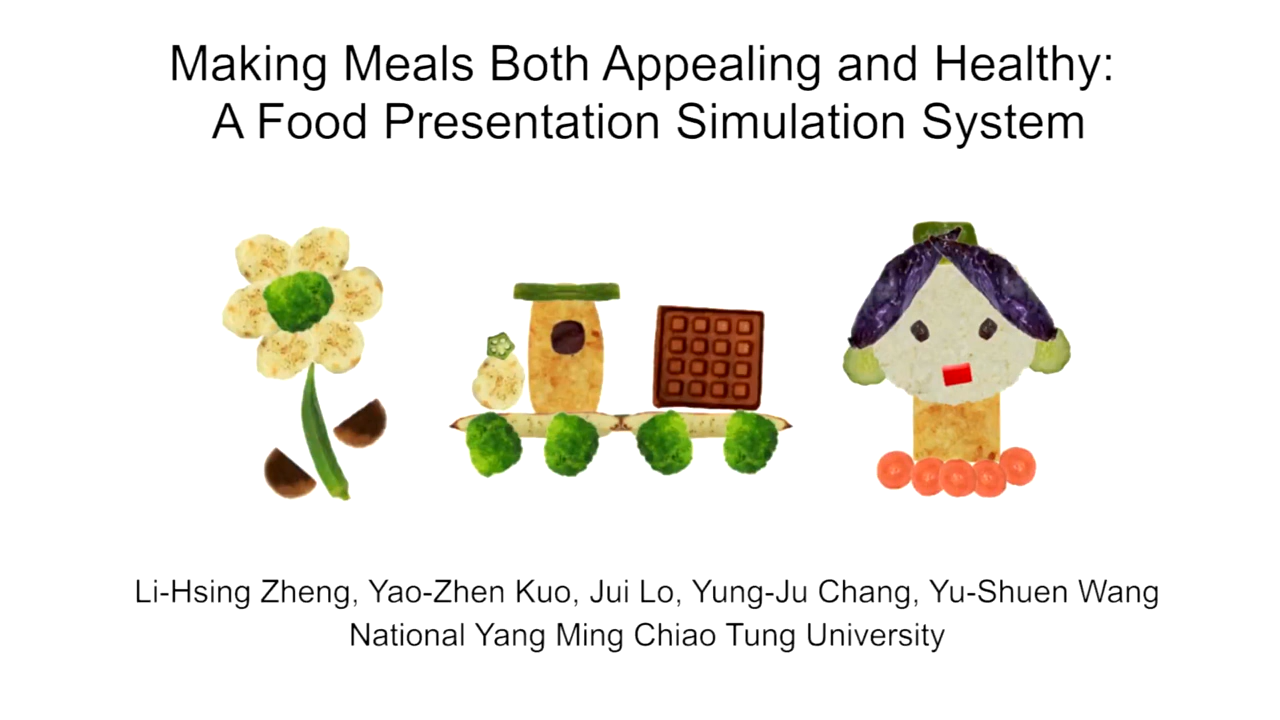 Making Meals Both Appealing and Healthy:
A Food Presentation Simulation System
Li-Hsing Zheng, Yao-Zhen Kuo, Jui Lo, Yung-Ju Chang, Yu-Shuen Wang
National Yang Ming Chiao Tung University